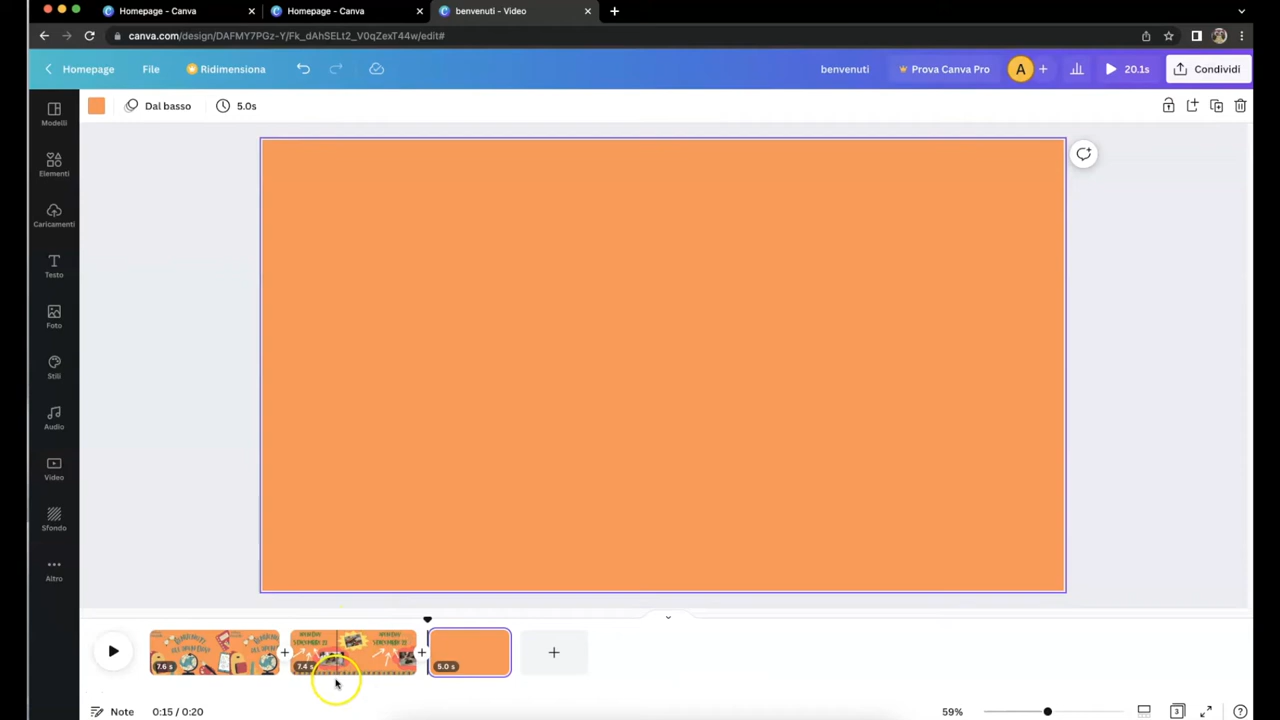 Homepage - Canva
Homepage - Canva
benvenuti - Video
canva.com/design/DAFMY7PGz-Y/Fk_dAhSELt2_V0qZexT44w/edit#
Homepage
File
Ridimensiona
benvenuti
Prova Canva Pro
A
20.1s
Condividi
Dal basso
5.0s
Modelli
Elementi
Caricamenti
Testo
Foto
Stili
Audio
Video
Sfondo
Altro
7.6 s
7.4 s
5.0 s
Note
0:15 / 0:20
59%
3